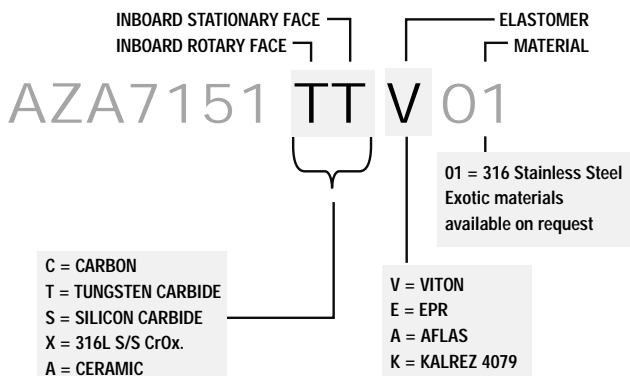 INBOARD STATIONARY FACE
ELASTOMER
INBOARD ROTARY FACE
MATERIAL
AZA7151 TT V 01
01 = 316 Stainless Steel
Exotic materials
available on request
C = CARBON
T = TUNGSTEN CARBIDE
S = SILICON CARBIDE
X = 316L S/S CrOx.
A = CERAMIC
V = VITON
E = EPR
A = AFLAS
K = KALREZ 4079